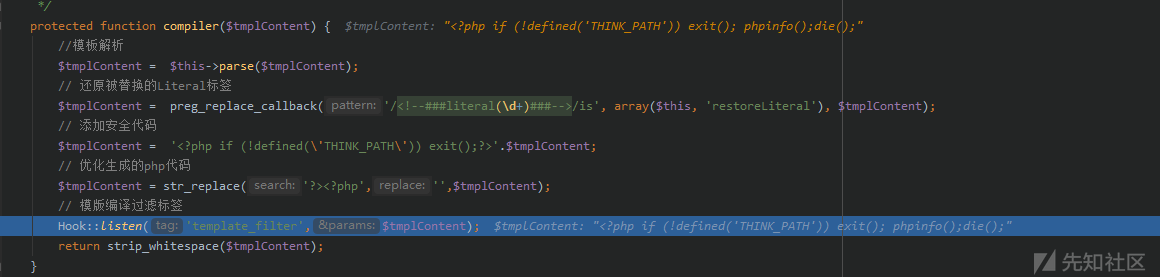 */
protected function compiler($tmplContent) {  $tmplContent: "<?php if (!defined('THINK_PATH')) exit(); phpinfo();die();"
//模板解析
$tmplContent =  $this->parse($tmplContent);
// 还原被替换的Literal标签
$tmplContent =  preg_replace_callback( pattern: '/<!--###literal(\d+)###-->/is', array($this, 'restoreLiteral'), $tmplContent);
// 添加安全代码
$tmplContent =  '<?php if (!defined(\'THINK_PATH\')) exit();?>'.$tmplContent;
// 优化生成的php代码
$tmplContent = str_replace( search: '?><?php', replace: '',$tmplContent);
// 模版编译过滤标签
Hook::listen( tag: 'template_filter', &params: $tmplContent);  $tmplContent: "<?php if (!defined('THINK_PATH')) exit(); phpinfo();die();"
return strip_whitespace($tmplContent);
}
先知社区